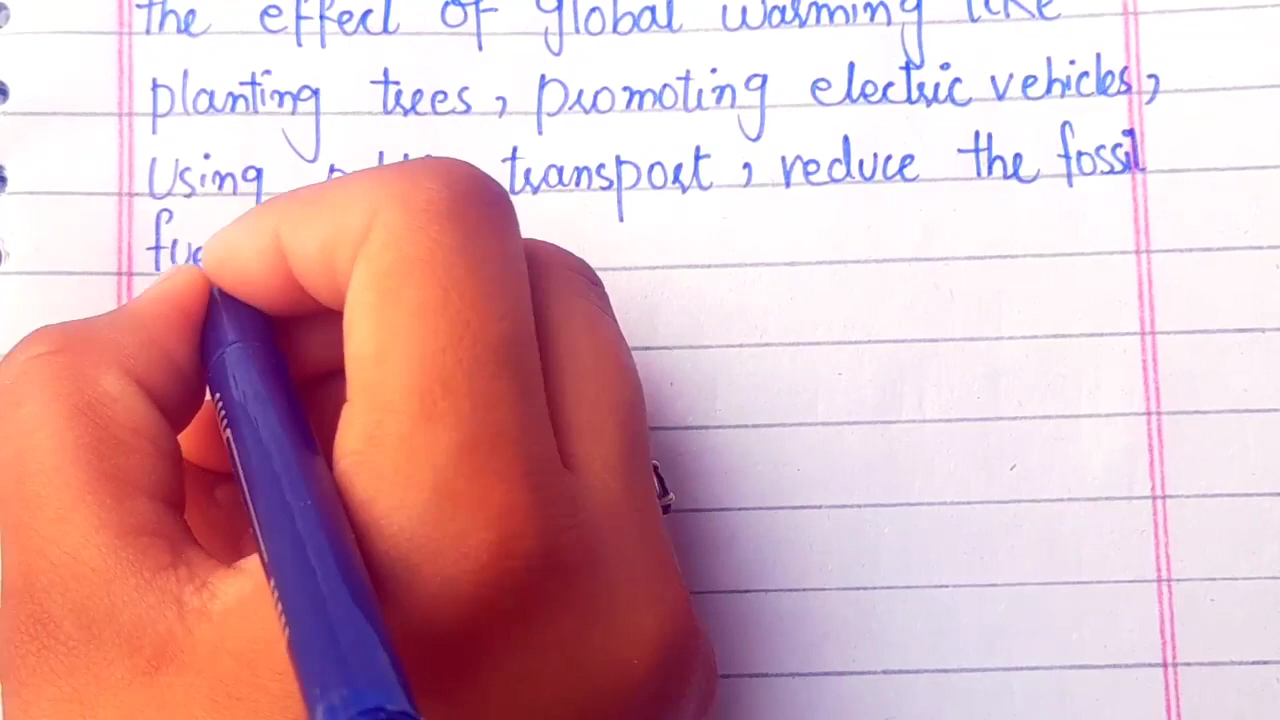 the effect of global warming like
planting trees, promoting electric vehicles,
Using transport, reduce the fossil